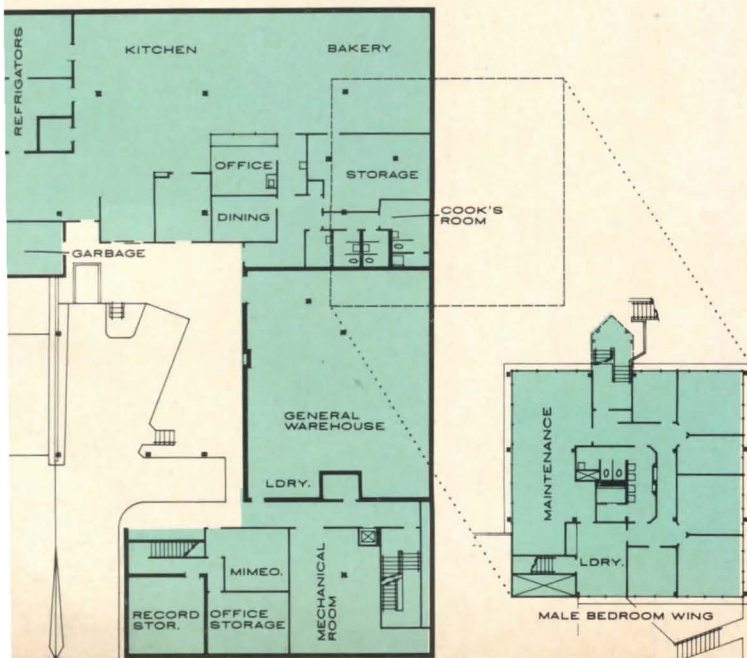 REFRIGATORS
KITCHEN
BAKERY
OFFICE
STORAGE
DINING
COOK'S
ROOM
GARBAGE
GENERAL
WAREHOUSE
LDRY.
MIMEO.
MECHANICAL
ROOM
RECORD
STOR.
OFFICE
STORAGE
MAINTENANCE
LDRY.
MALE BEDROOM WING